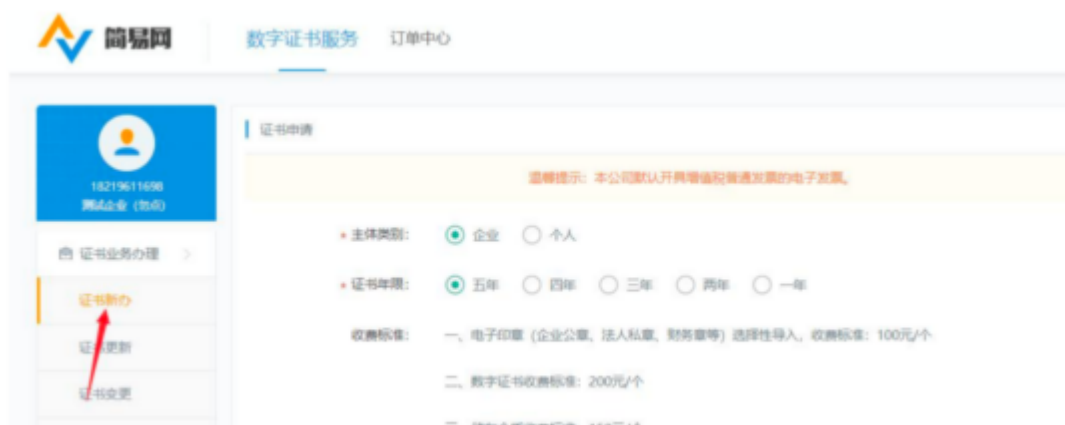 简易网
数字证书服务 订单中心
18219611698
测试企业（勿动）
证书申请
温馨提示：本公司默认开具增值税普通发票的电子发票。
证书业务办理
证书新办
证书更新
证书变更
* 主体类别： 企业 个人
* 证书年限： 五年 四年 三年 两年 一年
收费标准： 一、电子印章（企业公章、法人私章、财务章等）选择性导入，收费标准：100元/个
二、数字证书收费标准：200元/个